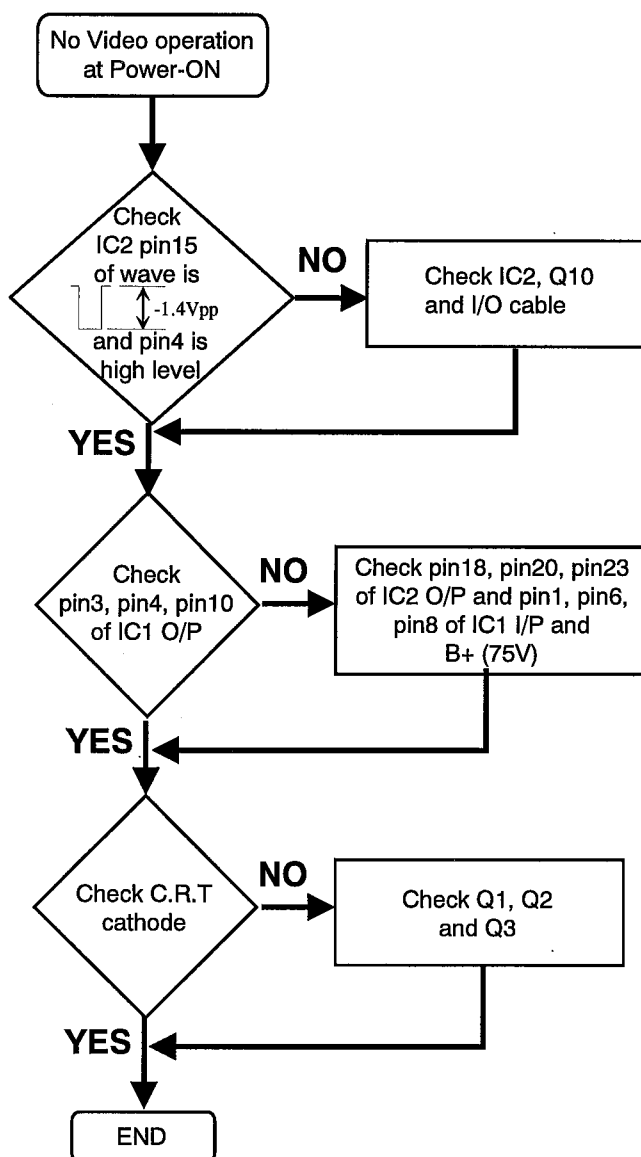 No Video operation
at Power-ON
Check
IC2 pin15
of wave is
-1.4Vpp
and pin4 is
high level
NO
Check IC2, Q10
and I/O cable
YES
Check
pin3, pin4, pin10
of IC1 O/P
NO
Check pin18, pin20, pin23
of IC2 O/P and pin1, pin6,
pin8 of IC1 I/P and
B+ (75V)
YES
Check C.R.T
cathode
NO
Check Q1, Q2
and Q3
YES
END